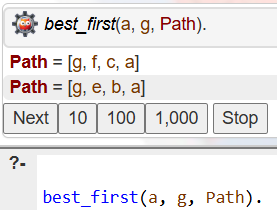 best_first(a, g, Path).
Path = [g, f, c, a]
Path = [g, e, b, a]
Next 10 100 1,000 Stop
?-
best_first(a, g, Path).